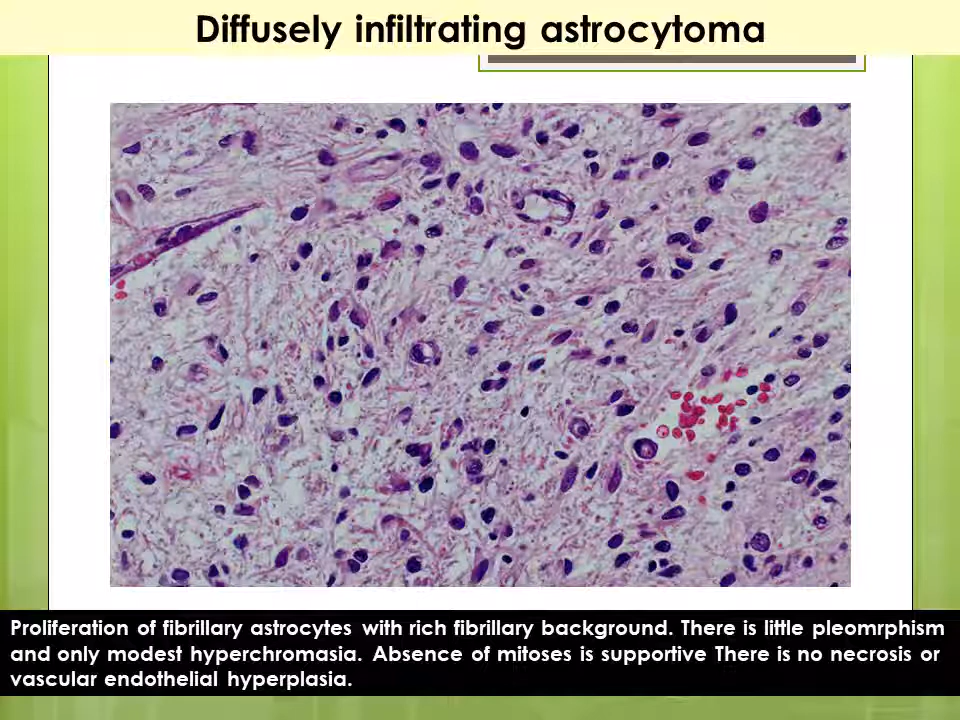 Diffusely infiltrating astrocytoma
Proliferation of fibrillary astrocytes with rich fibrillary background. There is little pleomrphism
and only modest hyperchromasia. Absence of mitoses is supportive There is no necrosis or
vascular endothelial hyperplasia.